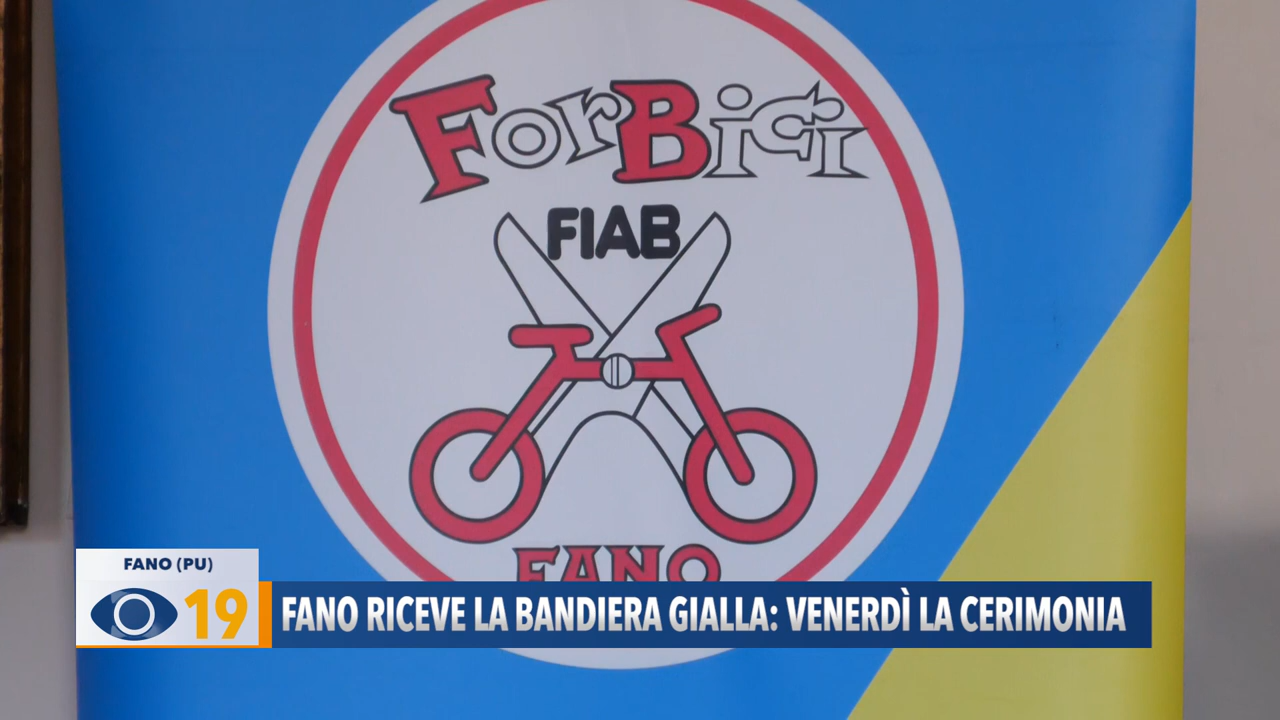 ForBici
FIAB
FANO
FANO (PU)
19
FANO RICEVE LA BANDIERA GIALLA: VENERDÌ LA CERIMONIA